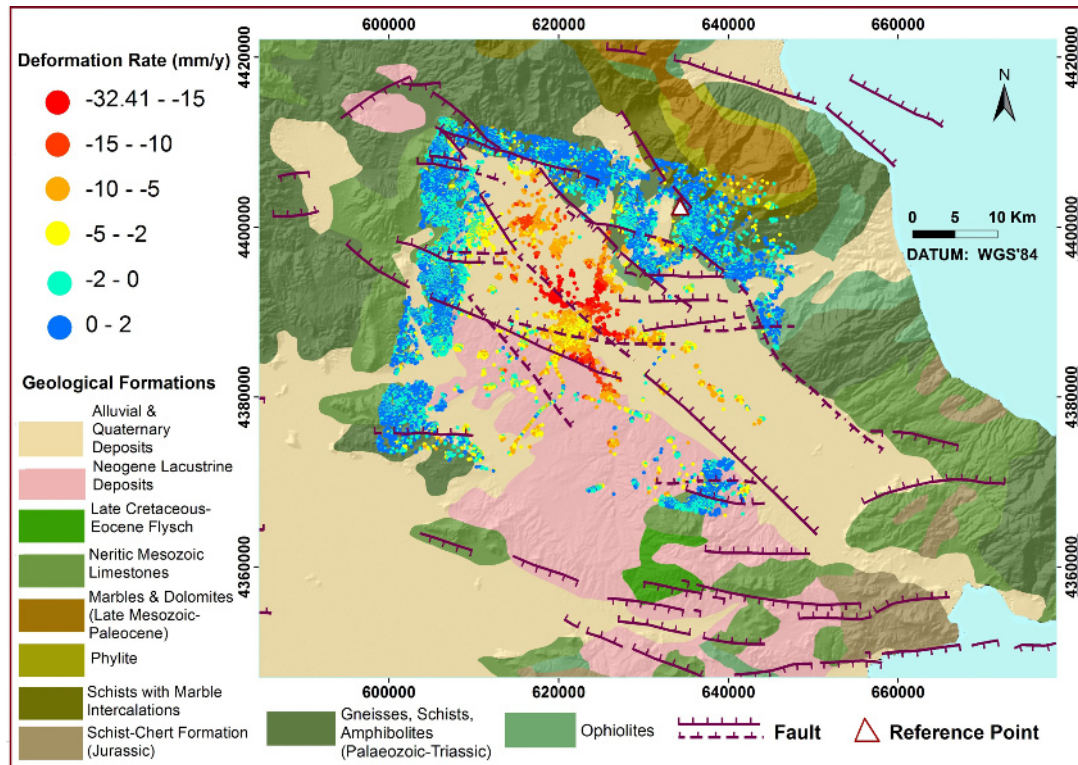 600000 620000 640000 660000
4420000
4400000
4380000
4360000
4420000
4400000
4380000
4360000
Deformation Rate (mm/y)
-32.41 - -15
-15 - -10
-10 - -5
-5 - -2
-2 - 0
0 - 2
N
0 5 10 Km
DATUM: WGS'84
Geological Formations
Alluvial &
Quaternary
Deposits
Neogene Lacustrine
Deposits
Late Cretaceous-
Eocene Flysch
Neritic Mesozoic
Limestones
Marbles & Dolomites
(Late Mesozoic-
Paleocene)
Phylite
Schists with Marble
Intercalations
Schist-Chert Formation
(Jurassic)
600000 620000 640000 660000
Gneisses, Schists,
Amphibolites
(Palaeozoic-Triassic)
Ophiolites
Fault
Reference Point